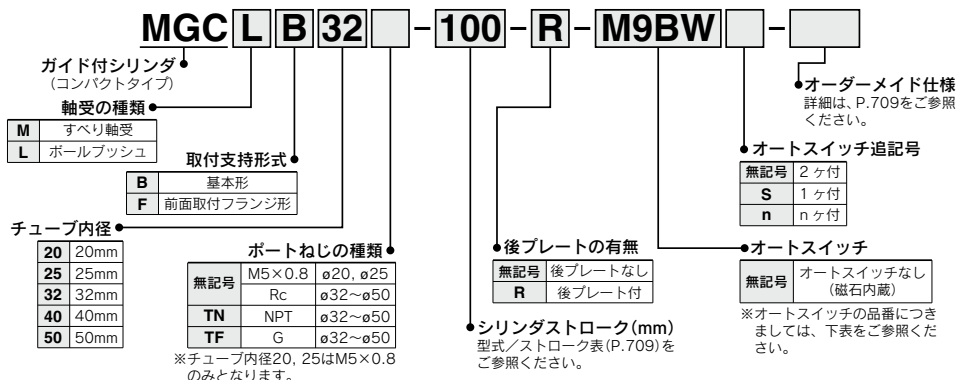 MGC L B 32 - 100 - R - M9BW -
ガイド付シリンダ
(コンパクトタイプ)
軸受の種類
M すべり軸受
L ボールブッシュ
取付支持形式
B 基本形
F 前面取付フランジ形
チューブ内径
20 20mm
25 25mm
32 32mm
40 40mm
50 50mm
ポートねじの種類
無記号 M5×0.8 ø20, ø25
Rc ø32~ø50
TN NPT ø32~ø50
TF G ø32~ø50
※チューブ内径20, 25はM5×0.8
のみとなります。
シリンダストローク(mm)
型式/ストローク表(P.709)を
ご参照ください。
後プレートの有無
無記号 後プレートなし
R 後プレート付
オートスイッチ
無記号 オートスイッチなし
(磁石内蔵)
※オートスイッチの品番につき
ましては、下表をご参照くだ
さい。
オートスイッチ追記号
無記号 2ヶ付
S 1ヶ付
n nヶ付
オーダーメイド仕様
詳細は、P.709をご参照
ください。